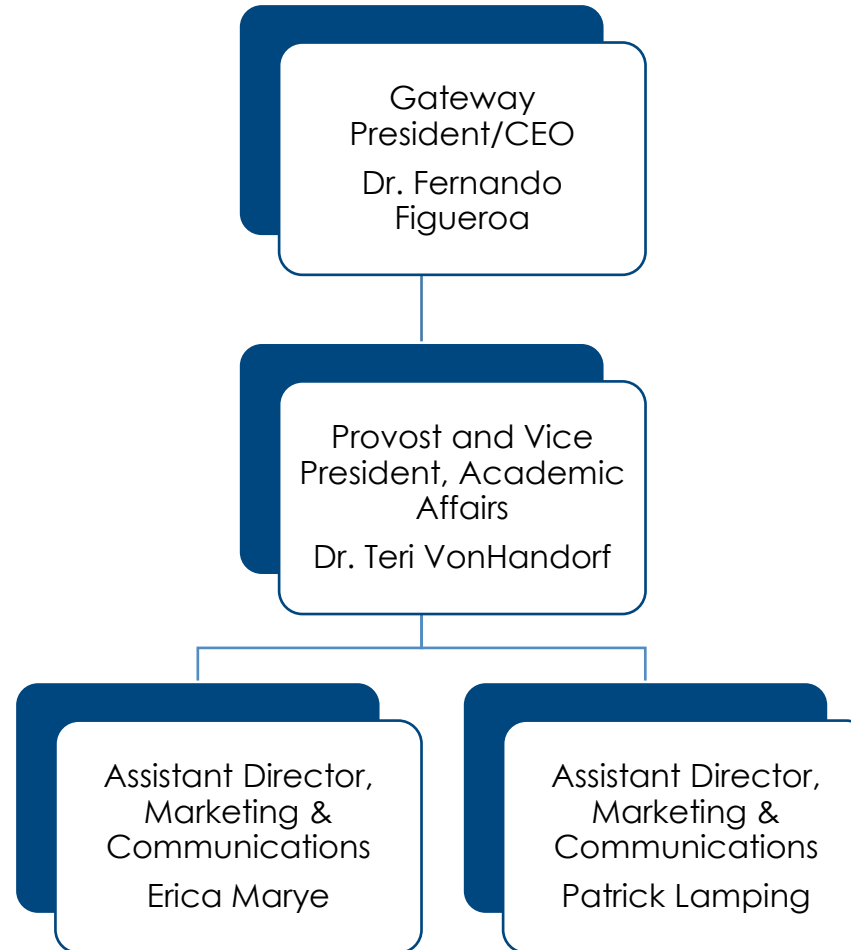 Gateway
President/CEO
Dr. Fernando
Figueroa
Provost and Vice
President, Academic
Affairs
Dr. Teri VonHandorf
Assistant Director,
Marketing &
Communications
Erica Marye
Assistant Director,
Marketing &
Communications
Patrick Lamping